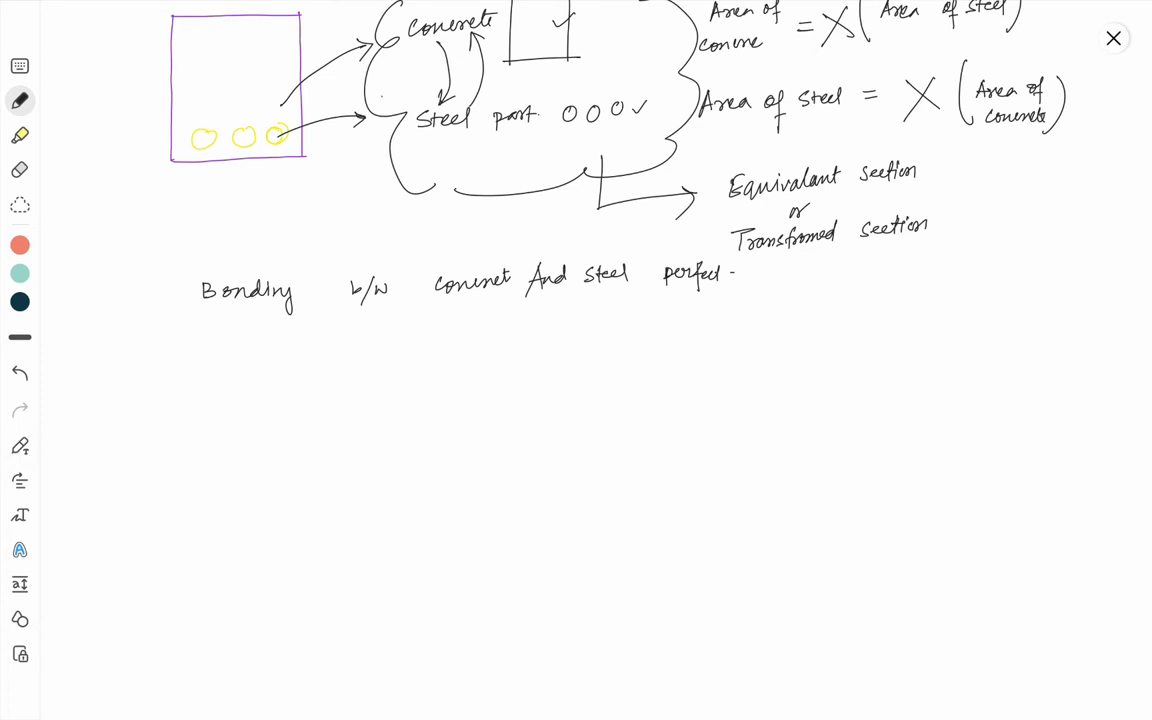 Concrete
Area of
concre = X (Area of steel)
Steel part.
Area of steel = X (Area of
concrete)
Equivalant section
or
Transfromed section
Bonding b/w concret And steel perfect -